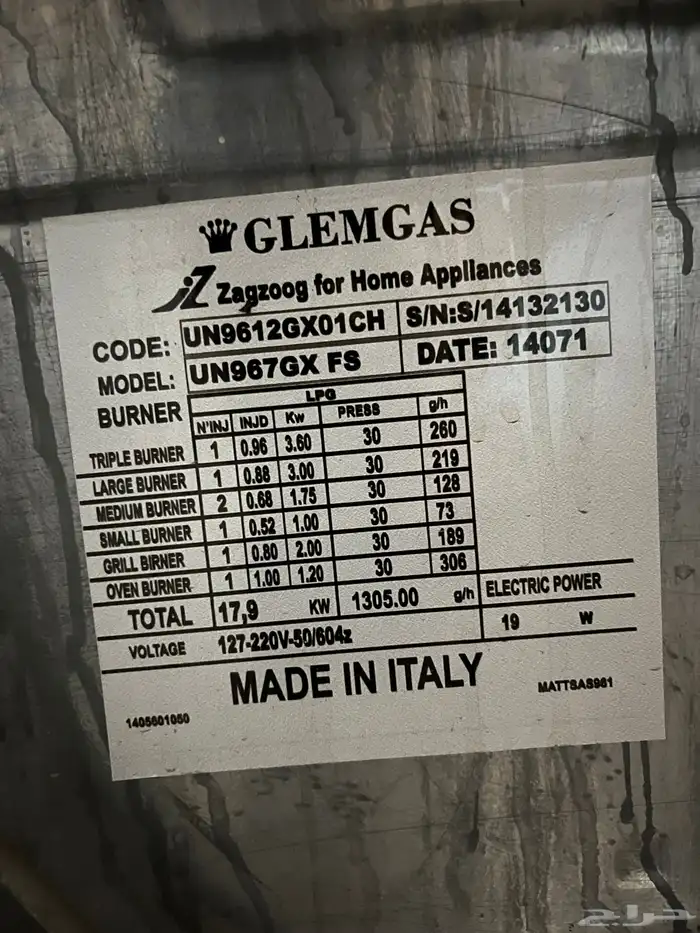 GLEMGAS
JZ Zagzoog for Home Appliances
CODE: UN9612GX01CH S/N:S/14132130
MODEL: UN967GX FS DATE: 14071
BURNER LPG
N'INJ INJD Kw PRESS g/h
TRIPLE BURNER 1 0.96 3.60 30 260
LARGE BURNER 1 0.88 3.00 30 219
MEDIUM BURNER 2 0.68 1.75 30 128
SMALL BURNER 1 0.52 1.00 30 73
GRILL BIRNER 1 0.80 2.00 30 189
OVEN BURNER 1 1.00 1.20 30 306
TOTAL 17,9 KW 1305.00 g/h ELECTRIC POWER
VOLTAGE 127-220V-50/604z 19 W
MADE IN ITALY
1405601050 MATTSAS961
حراج